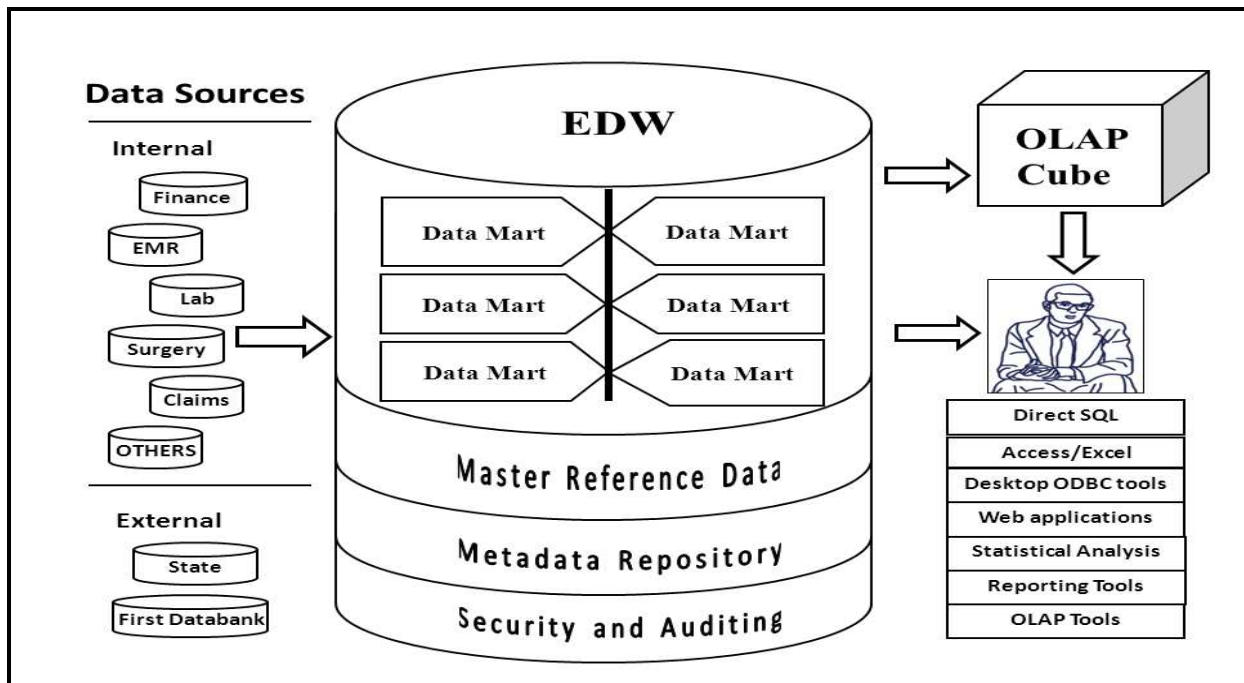 Data Sources
Internal
Finance
EMR
Lab
Surgery
Claims
OTHERS
External
State
First Databank
EDW
Data Mart
Data Mart
Data Mart
Data Mart
Data Mart
Data Mart
Master Reference Data
Metadata Repository
Security and Auditing
OLAP
Cube
Direct SQL
Access/Excel
Desktop ODBC tools
Web applications
Statistical Analysis
Reporting Tools
OLAP Tools